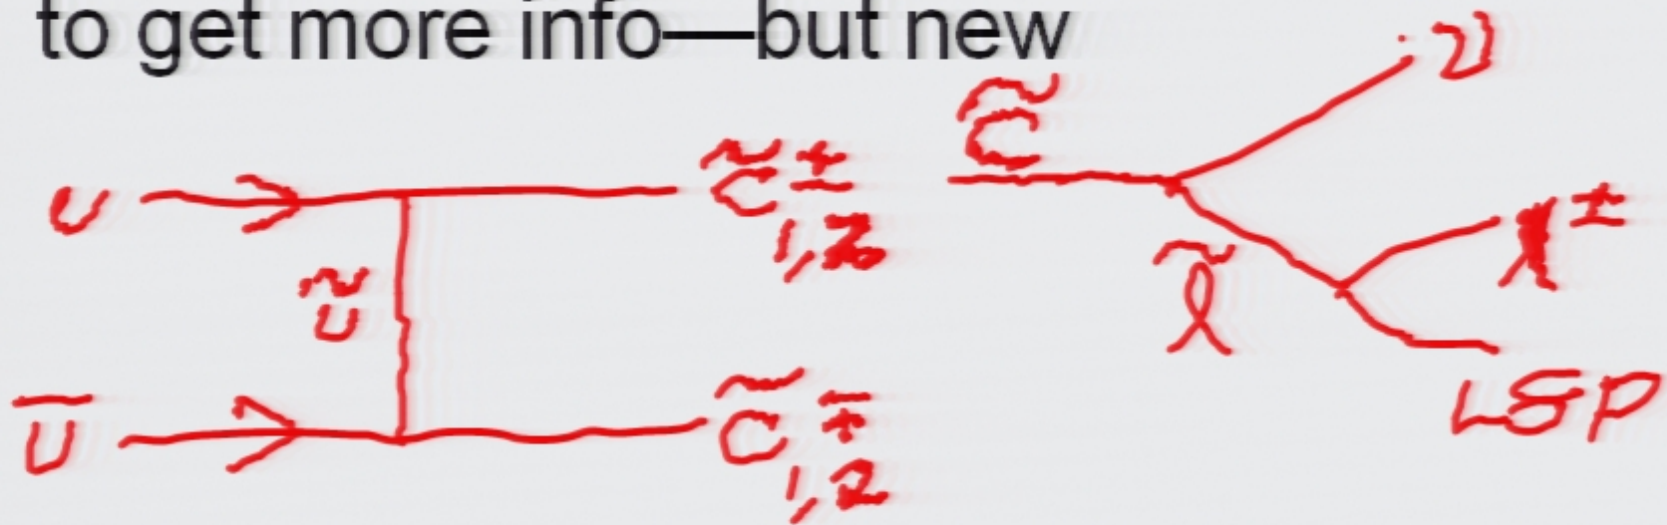 to get more info—but new
ν
C̃
u C̃ ±
1,2
ũ
l̃ l ±
ū C̃ ∓
1,2
LSP